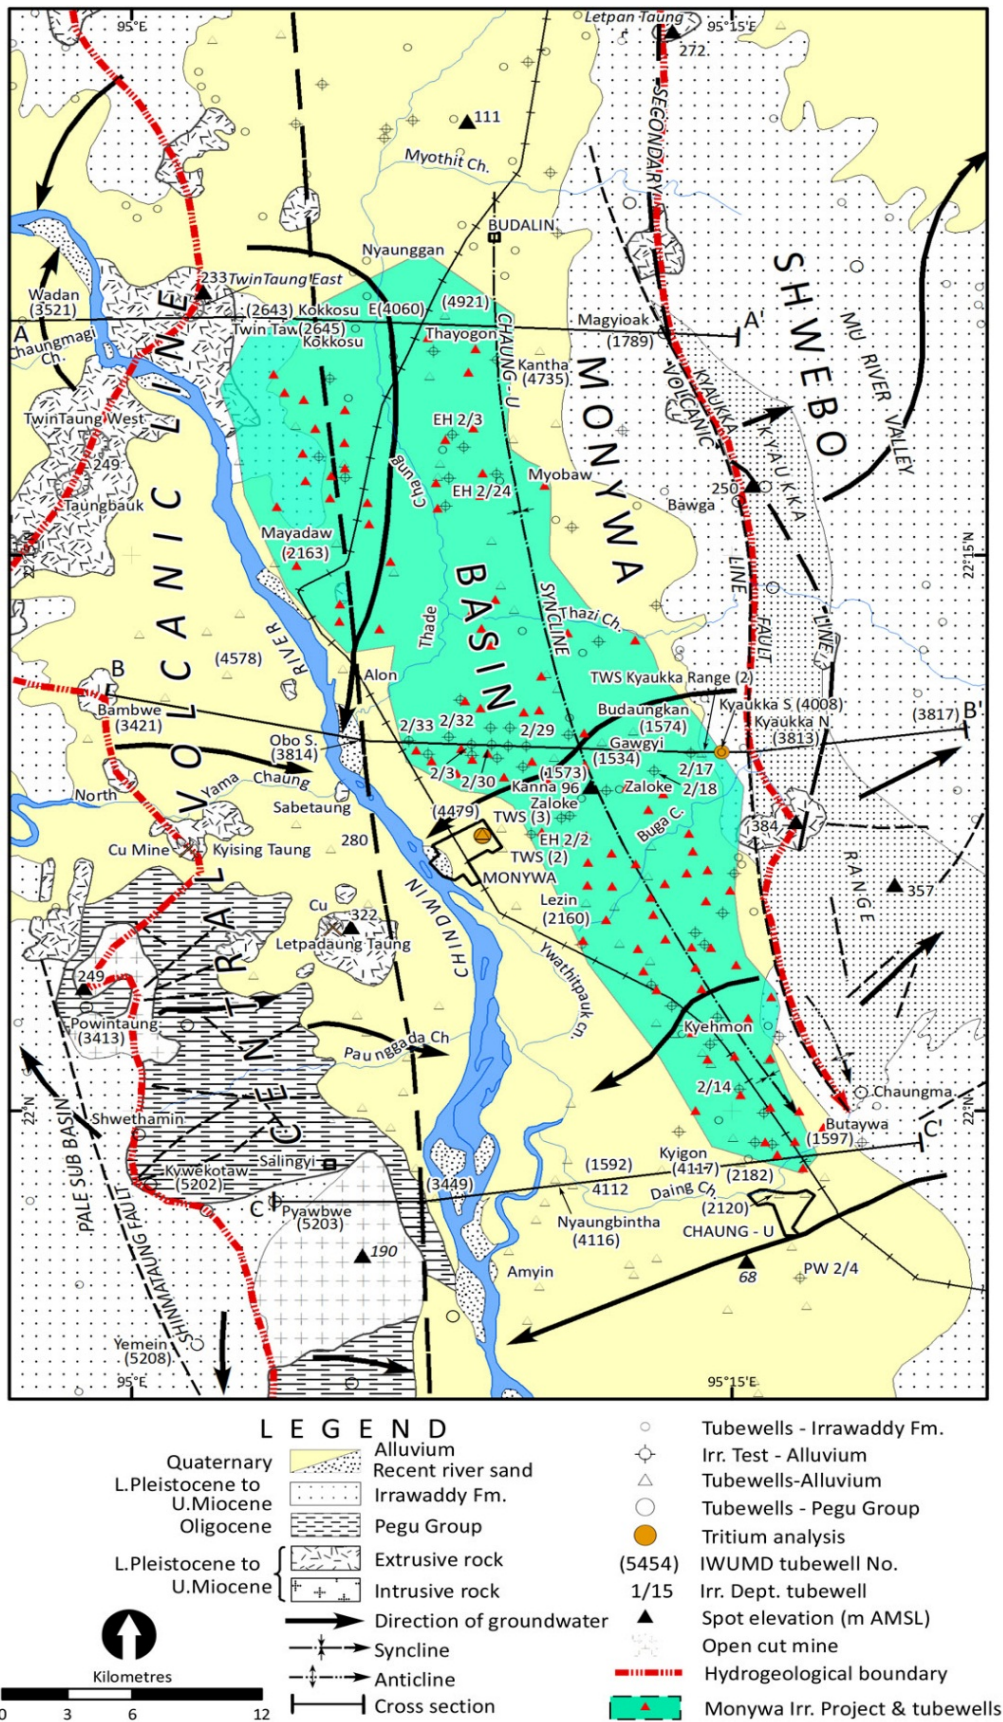 95°E
95°15'E
Letpan Taung
272
SECONDARY
111
Myothit Ch.
BUDALIN
Nyaunggan
SHWEBO
233 TwinTaung East
Wadan
(3521)
(2643) Kokkosu
E(4060)
(4921)
A
A'
Magyioak
(1789)
MU RIVER VALLEY
Chaungmagi
Ch.
Twin Taw(2645)
Kokkosu
Thayogon
CHAUNG - U
Kantha
(4735)
MONYWA
VOLCANIC
KYAUKKA
KYAUKKA
TwinTaung West
249
Taungbauk
EH 2/3
EH 2/24
Chaung
Myobaw
250
Bawga
22°15'N
22°15'N
Mayadaw
(2163)
BASIN
SYNCLINE
LINE
FAULT
LINE
CENTRAL VOLCANIC LINE
RIVER
Thade
Thazi Ch.
(4578)
Alon
B
Bambwe
(3421)
TWS Kyaukka Range (2)
Budaungkan
(1574)
Kyaukka S (4008)
Kyaukka N
(3813)
(3817)
B'
Obo S.
(3814)
2/33
2/32
2/29
Gawgyi
(1534)
2/17
2/3
2/30
(1573)
Kanna 96
Zaloke
Zaloke
2/18
North
Yama
Chaung
Sabetaung
(4479)
TWS (3)
Buga C.
384
280
EH 2/2
TWS (2)
MONYWA
Cu Mine
Kyising Taung
RANGE
357
Cu
322
Letpadaung Taung
CHINDWIN
Lezin
(2160)
Ywathitpauk cn.
249
Powintaung
(3413)
Paunggada Ch
Kyehmon
2/14
Chaungma
22°N
22°N
Shwethamin
PALE SUB BASIN
Butaywa
(1597)
C'
Kywekotaw
(5202)
Salingyi
Kyigon
(4117)
(1592)
4112
(2182)
(3449)
Daing Ch.
(2120)
C
Pyawbwe
(5203)
Nyaungbintha
(4116)
CHAUNG - U
SHINMATAUNG FAULT
190
Amyin
68
PW 2/4
Yemein
(5208)
95°E
95°15'E
LEGEND
Quaternary
Alluvium
Recent river sand
L.Pleistocene to
U.Miocene
Irrawaddy Fm.
Oligocene
Pegu Group
L.Pleistocene to
U.Miocene
Extrusive rock
Intrusive rock
Direction of groundwater
Syncline
Anticline
Cross section
Kilometres
0 3 6 12
Tubewells - Irrawaddy Fm.
Irr. Test - Alluvium
Tubewells-Alluvium
Tubewells - Pegu Group
Tritium analysis
(5454) IWUMD tubewell No.
1/15 Irr. Dept. tubewell
Spot elevation (m AMSL)
Open cut mine
Hydrogeological boundary
Monywa Irr. Project & tubewells